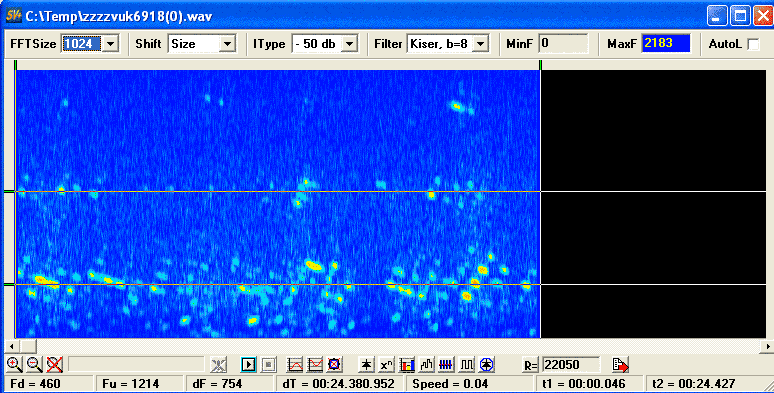 SV+ C:\Temp\zzzzvuk6918(0).wav
FFTSize 1024 Shift Size IType - 50 db Filter Kiser, b=8 MinF 0 MaxF 2183 AutoL
xⁿ R= 22050
Fd = 460 Fu = 1214 dF = 754 dT = 00:24.380.952 Speed = 0.04 t1 = 00:00.046 t2 = 00:24.427